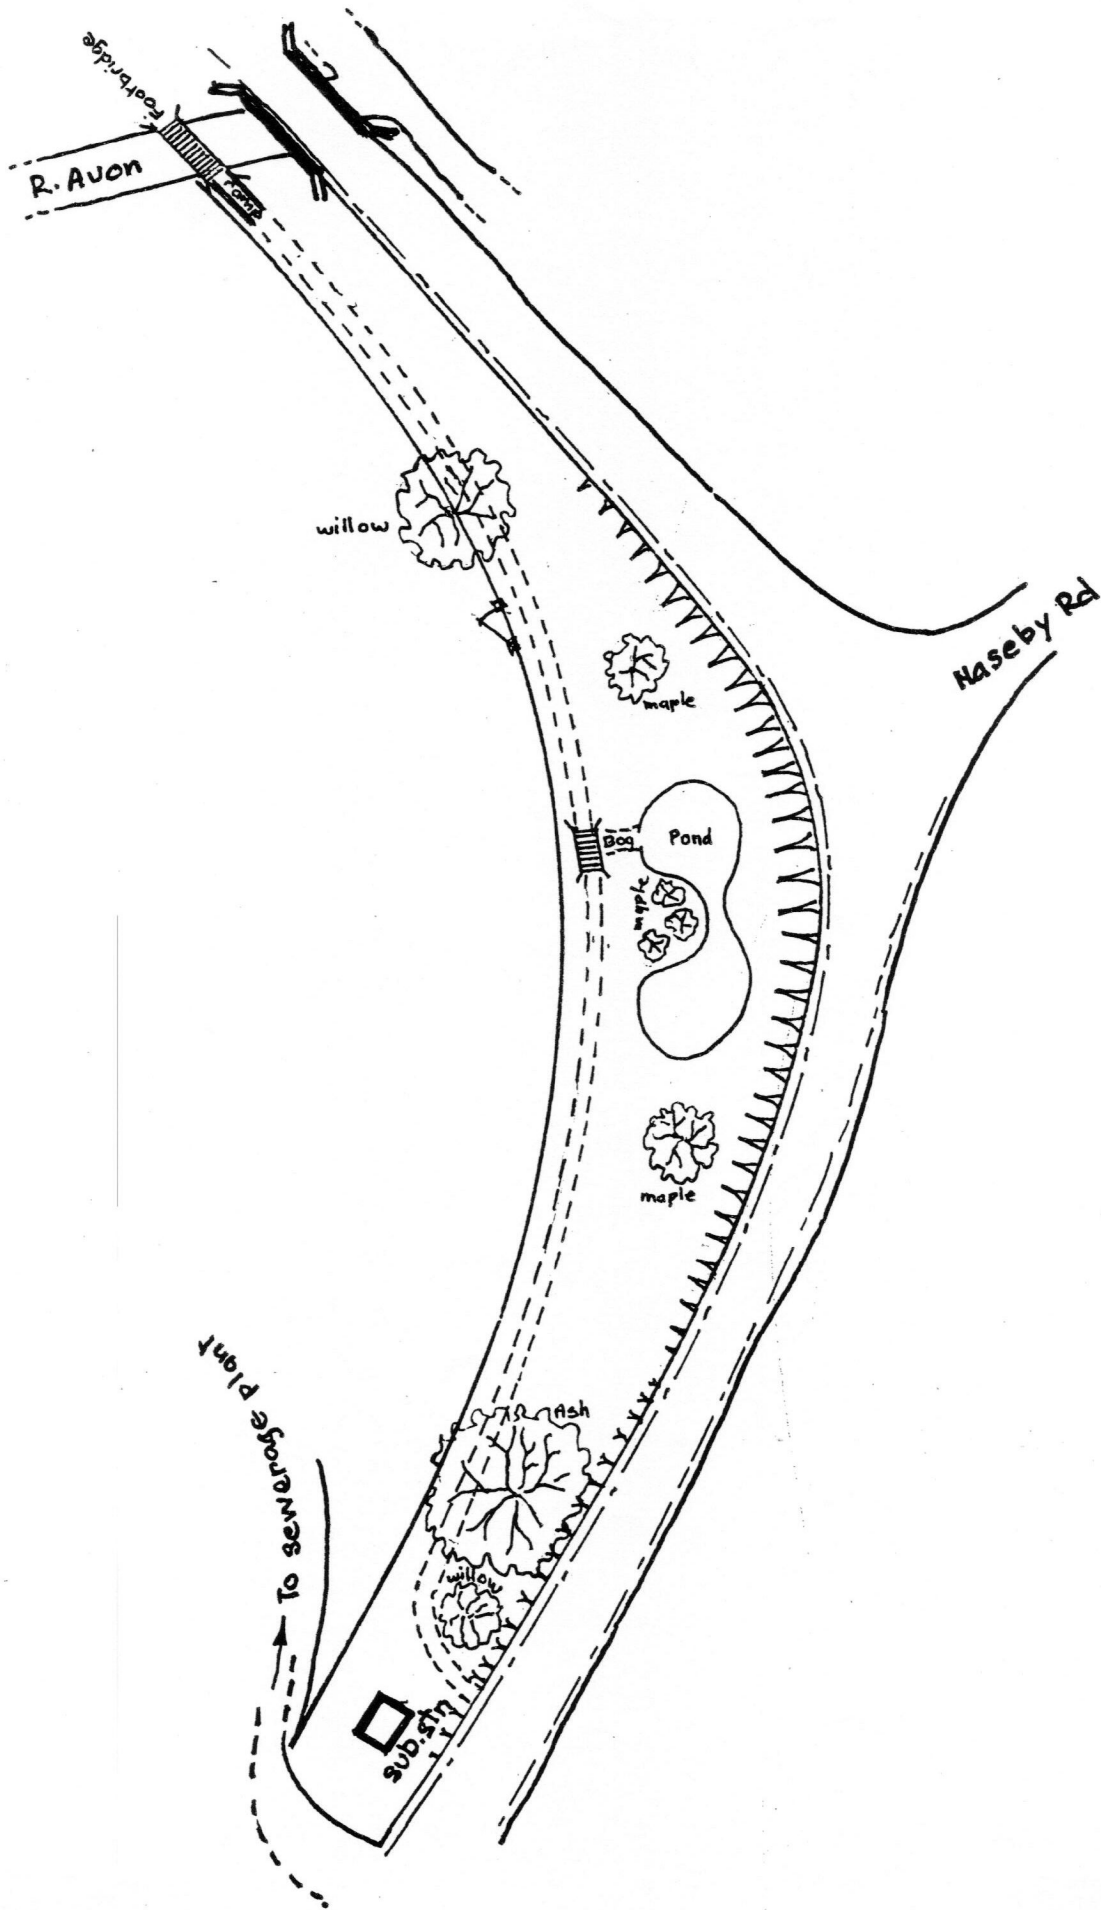 Footbridge
R. Avon
ramp
willow
Naseby Rd
maple
Bog
Pond
maple
maple
To sewerage plant
Ash
willow
sub.stn